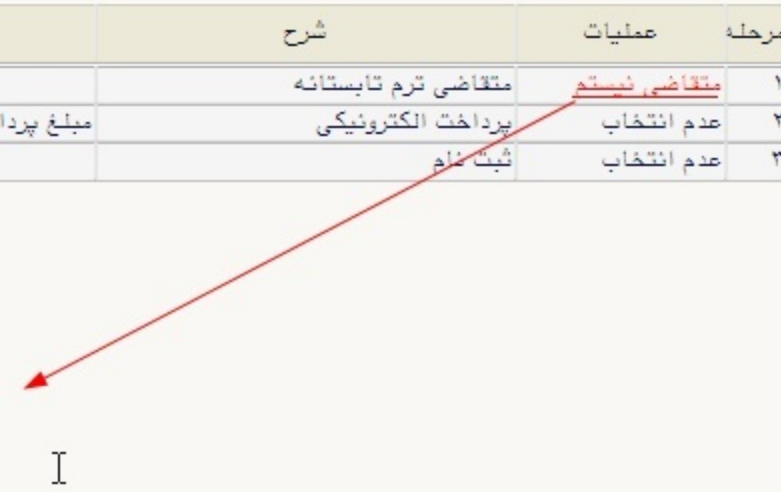 مرحله عملیات شرح
۱ متقاضی نیستم متقاضی ترم تابستانه
۲ عدم انتخاب پرداخت الکترونیکی مبلغ
۳ عدم انتخاب ثبت نام